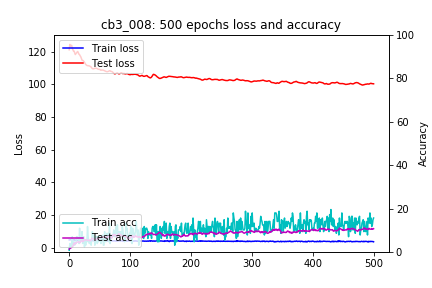 cb3_008: 500 epochs loss and accuracy
Train loss
Test loss
Train acc
Test acc
Loss
Accuracy
0
20
40
60
80
100
120
0
20
40
60
80
100
0
100
200
300
400
500